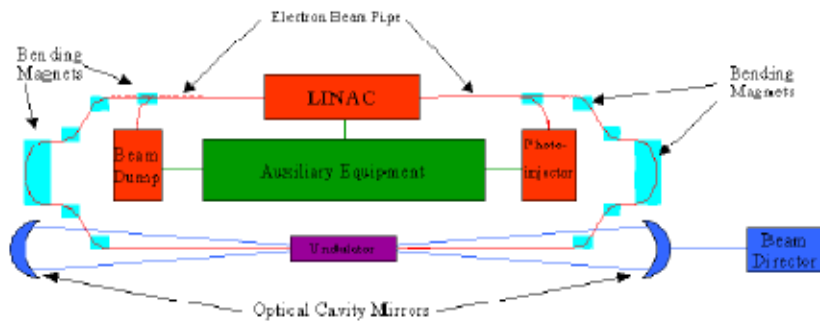 Electron Beam Pipe
Bending
Magnets
LINAC
Bending
Magnets
Beam
Dump
Auxiliary Equipment
Photo-
injector
Undulator
Beam
Director
Optical Cavity Mirrors